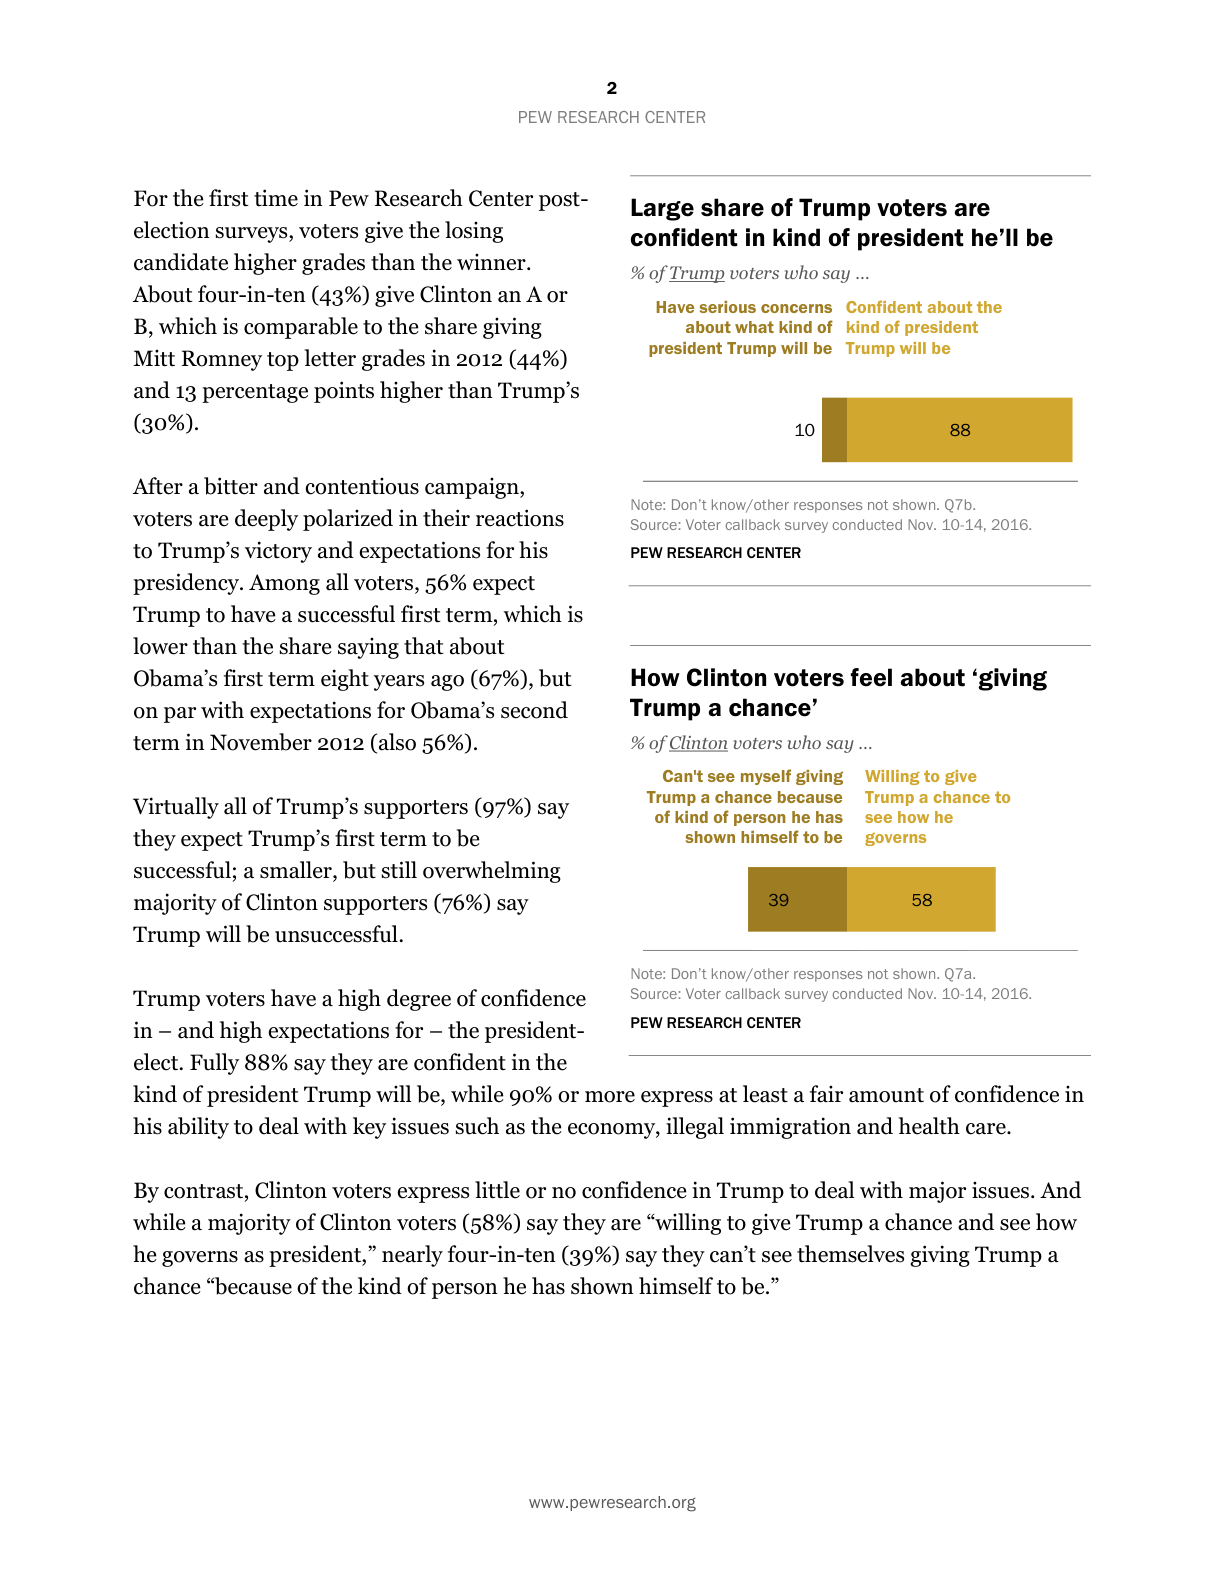 2
PEW RESEARCH CENTER
For the first time in Pew Research Center post-
election surveys, voters give the losing
candidate higher grades than the winner.
About four-in-ten (43%) give Clinton an A or
B, which is comparable to the share giving
Mitt Romney top letter grades in 2012 (44%)
and 13 percentage points higher than Trump’s
(30%).
After a bitter and contentious campaign,
voters are deeply polarized in their reactions
to Trump’s victory and expectations for his
presidency. Among all voters, 56% expect
Trump to have a successful first term, which is
lower than the share saying that about
Obama’s first term eight years ago (67%), but
on par with expectations for Obama’s second
term in November 2012 (also 56%).
Virtually all of Trump’s supporters (97%) say
they expect Trump’s first term to be
successful; a smaller, but still overwhelming
majority of Clinton supporters (76%) say
Trump will be unsuccessful.
Trump voters have a high degree of confidence
in – and high expectations for – the president-
elect. Fully 88% say they are confident in the
kind of president Trump will be, while 90% or more express at least a fair amount of confidence in
his ability to deal with key issues such as the economy, illegal immigration and health care.
By contrast, Clinton voters express little or no confidence in Trump to deal with major issues. And
while a majority of Clinton voters (58%) say they are “willing to give Trump a chance and see how
he governs as president,” nearly four-in-ten (39%) say they can’t see themselves giving Trump a
chance “because of the kind of person he has shown himself to be.”
Large share of Trump voters are
confident in kind of president he’ll be
% of Trump voters who say ...
Have serious concerns
about what kind of
president Trump will be
Confident about the
kind of president
Trump will be
10
88
Note: Don’t know/other responses not shown. Q7b.
Source: Voter callback survey conducted Nov. 10-14, 2016.
PEW RESEARCH CENTER
How Clinton voters feel about ‘giving
Trump a chance’
% of Clinton voters who say ...
Can't see myself giving
Trump a chance because
of kind of person he has
shown himself to be
Willing to give
Trump a chance to
see how he
governs
39
58
Note: Don’t know/other responses not shown. Q7a.
Source: Voter callback survey conducted Nov. 10-14, 2016.
PEW RESEARCH CENTER
www.pewresearch.org